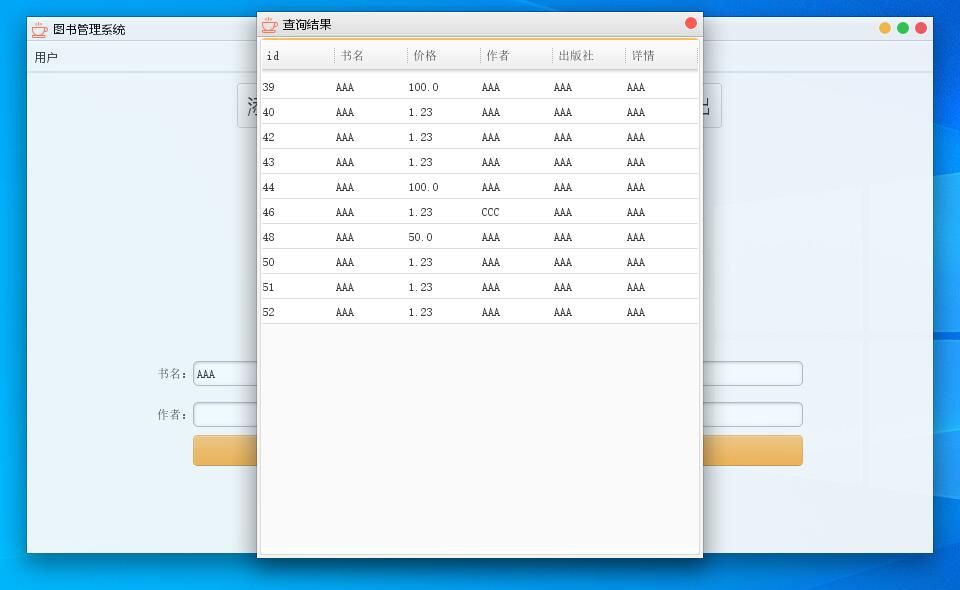 图书管理系统
用户
查询结果
id 书名 价格 作者 出版社 详情
39 AAA 100.0 AAA AAA AAA
40 AAA 1.23 AAA AAA AAA
42 AAA 1.23 AAA AAA AAA
43 AAA 1.23 AAA AAA AAA
44 AAA 100.0 AAA AAA AAA
46 AAA 1.23 CCC AAA AAA
48 AAA 50.0 AAA AAA AAA
50 AAA 1.23 AAA AAA AAA
51 AAA 1.23 AAA AAA AAA
52 AAA 1.23 AAA AAA AAA
书名: AAA
作者: